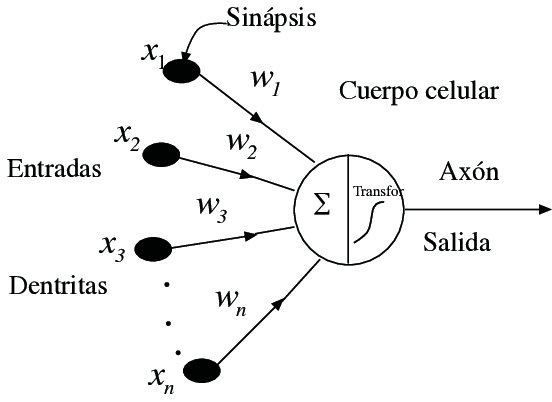 Sinápsis
x1
w1
Cuerpo celular
x2
w2
Entradas
Σ
Transfor
Axón
w3
x3
Salida
Dentritas
wn
xn